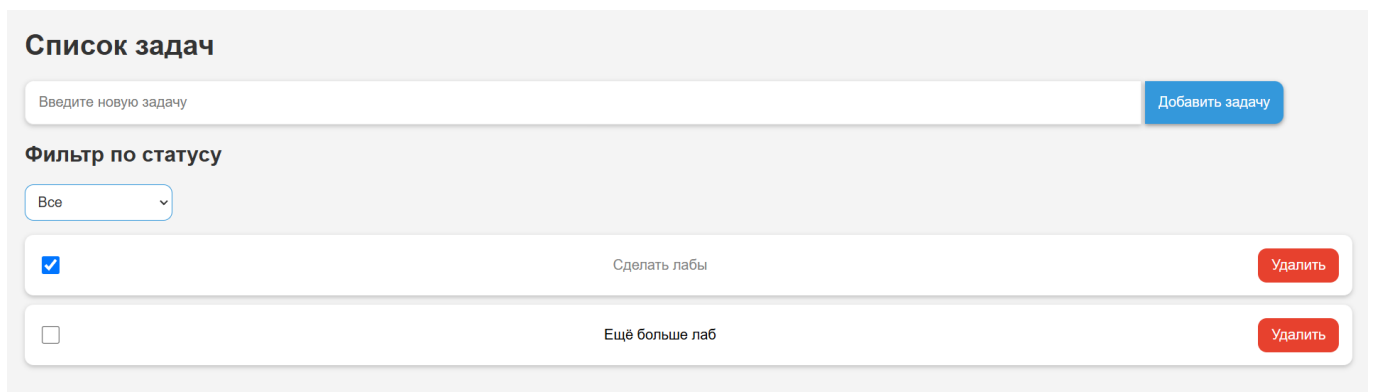 Список задач
Введите новую задачу Добавить задачу
Фильтр по статусу
Все
Сделать лабы Удалить
Ещё больше лаб Удалить